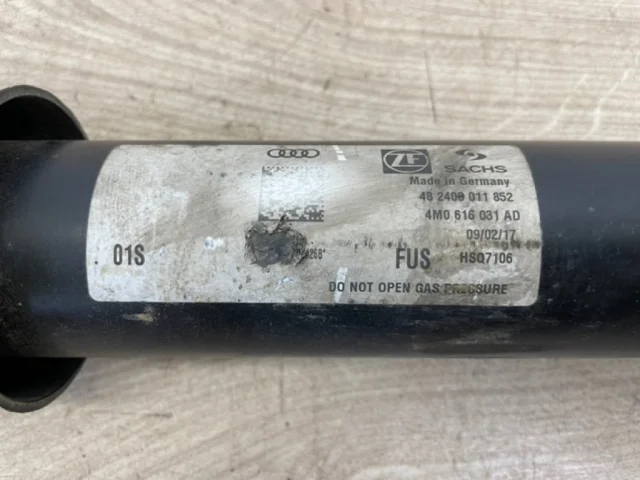 ZF SACHS
Made in Germany
48 2400 011 852
4M0 616 031 AD
09/02/17
01S FUS HSQ7106
DO NOT OPEN GAS PRESSURE